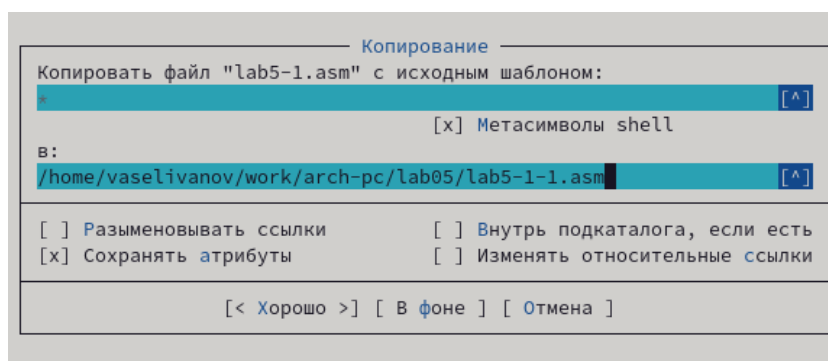 Копирование
Копировать файл "lab5-1.asm" с исходным шаблоном:
* [^]
[x] Метасимволы shell
в:
/home/vaselivanov/work/arch-pc/lab05/lab5-1-1.asm [^]
[ ] Разыменовывать ссылки [ ] Внутрь подкаталога, если есть
[x] Сохранять атрибуты [ ] Изменять относительные ссылки
[< Хорошо >] [ В фоне ] [ Отмена ]